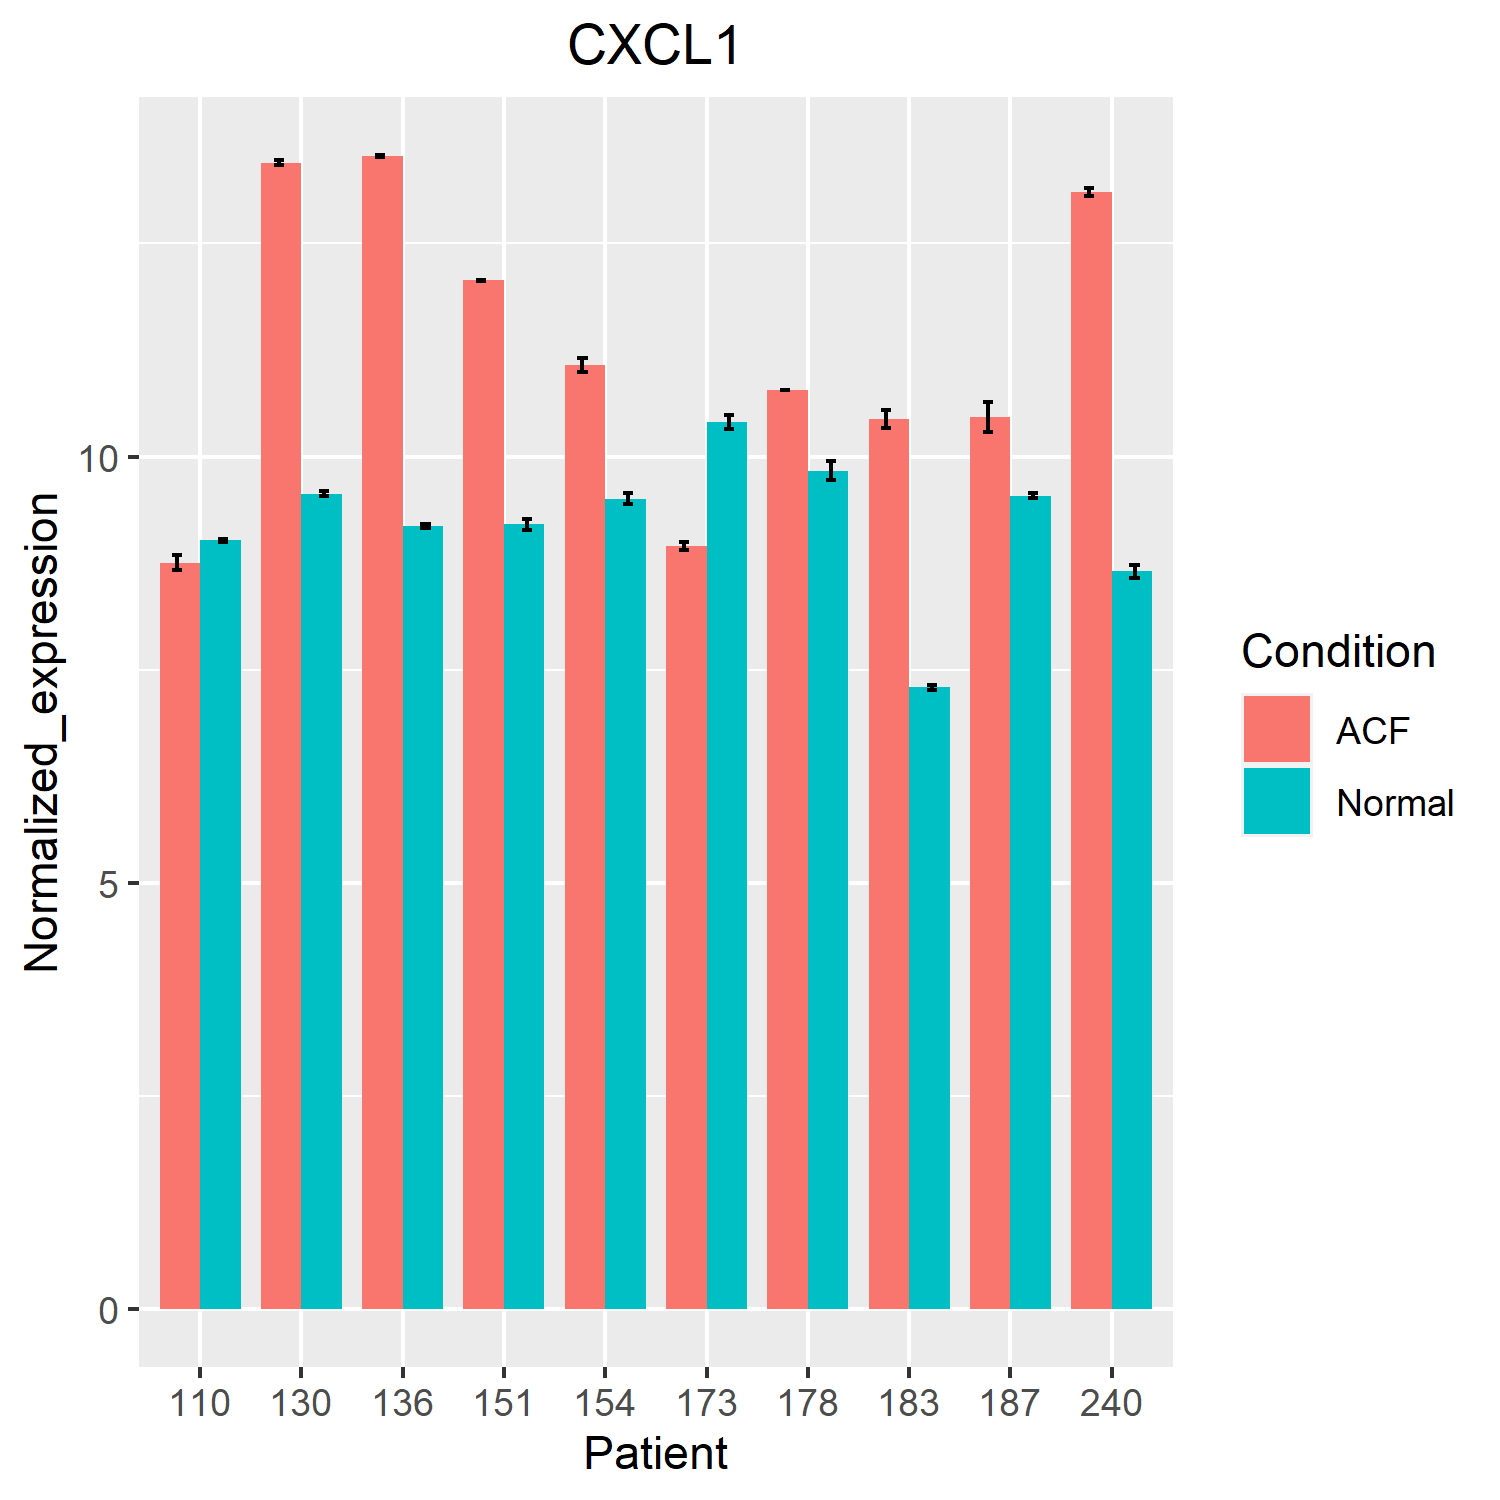 CXCL1
Normalized_expression
10
5
0
110 130 136 151 154 173 178 183 187 240
Patient
Condition
ACF
Normal